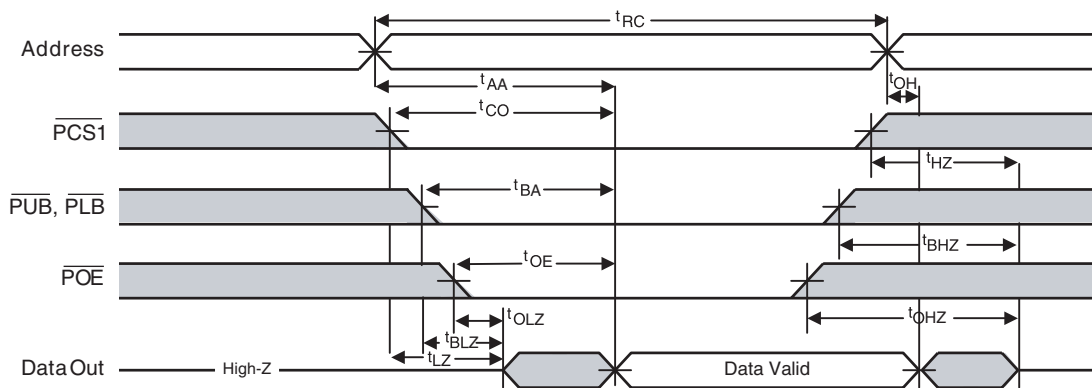 tRC
Address
tAA
tOH
tCO
PCS1
tHZ
tBA
PUB, PLB
tBHZ
tOE
POE
tOLZ
tOHZ
tBLZ
tLZ
Data Out
High-Z
Data Valid